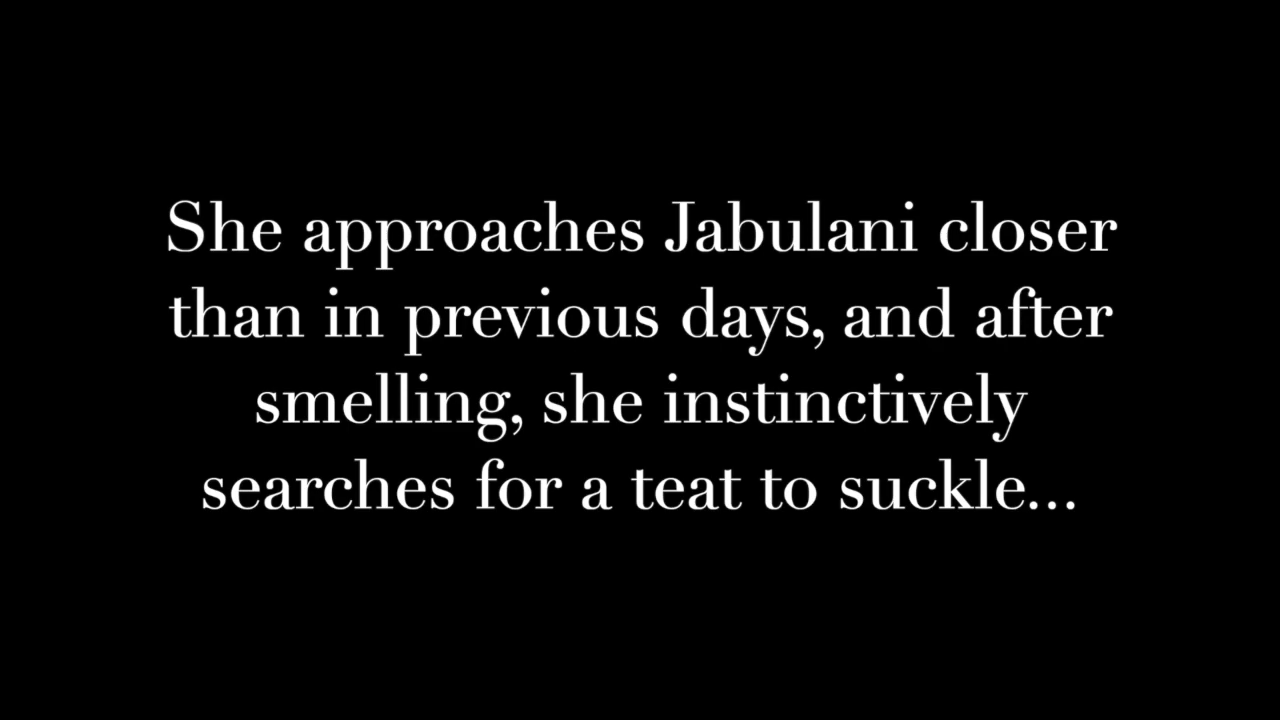 She approaches Jabulani closer
than in previous days, and after
smelling, she instinctively
searches for a teat to suckle...